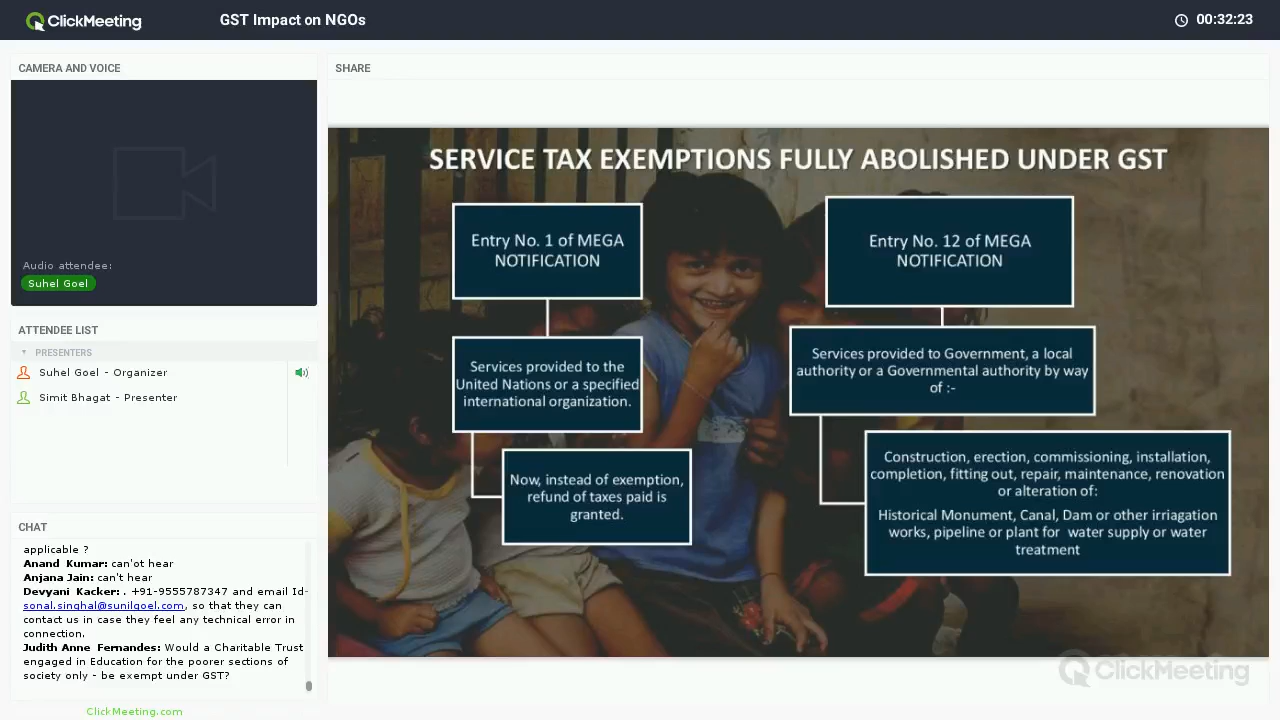 ClickMeeting
GST Impact on NGOs
00:32:23
CAMERA AND VOICE
Audio attendee:
Suhel Goel
ATTENDEE LIST
PRESENTERS
Suhel Goel - Organizer
Simit Bhagat - Presenter
CHAT
applicable ?
Anand Kumar: can'ot hear
Anjana Jain: can't hear
Devyani Kacker: . +91-9555787347 and email Id-
sonal.singhal@sunilgoel.com, so that they can
contact us in case they feel any technical error in
connection.
Judith Anne Fernandes: Would a Charitable Trust
engaged in Education for the poorer sections of
society only - be exempt under GST?
ClickMeeting.com
SHARE
SERVICE TAX EXEMPTIONS FULLY ABOLISHED UNDER GST
Entry No. 1 of MEGA
NOTIFICATION
Services provided to the
United Nations or a specified
international organization.
Now, instead of exemption,
refund of taxes paid is
granted.
Entry No. 12 of MEGA
NOTIFICATION
Services provided to Government, a local
authority or a Governmental authority by way
of :-
Construction, erection, commissioning, installation,
completion, fitting out, repair, maintenance, renovation
or alteration of:
Historical Monument, Canal, Dam or other irriagation
works, pipeline or plant for water supply or water
treatment
ClickMeeting